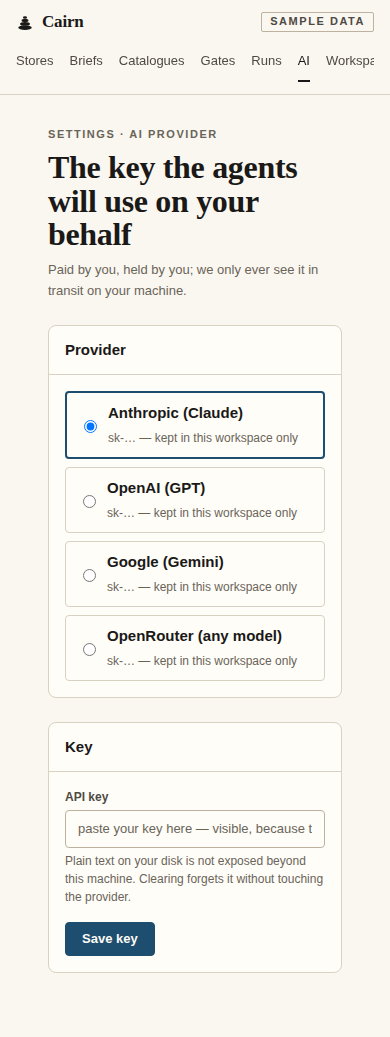 Cairn
SAMPLE DATA
Stores Briefs Catalogues Gates Runs AI Workspa
SETTINGS · AI PROVIDER
The key the agents
will use on your
behalf
Paid by you, held by you; we only ever see it in
transit on your machine.
Provider
Anthropic (Claude)
sk-… — kept in this workspace only
OpenAI (GPT)
sk-… — kept in this workspace only
Google (Gemini)
sk-… — kept in this workspace only
OpenRouter (any model)
sk-… — kept in this workspace only
Key
API key
paste your key here — visible, because t
Plain text on your disk is not exposed beyond
this machine. Clearing forgets it without touching
the provider.
Save key